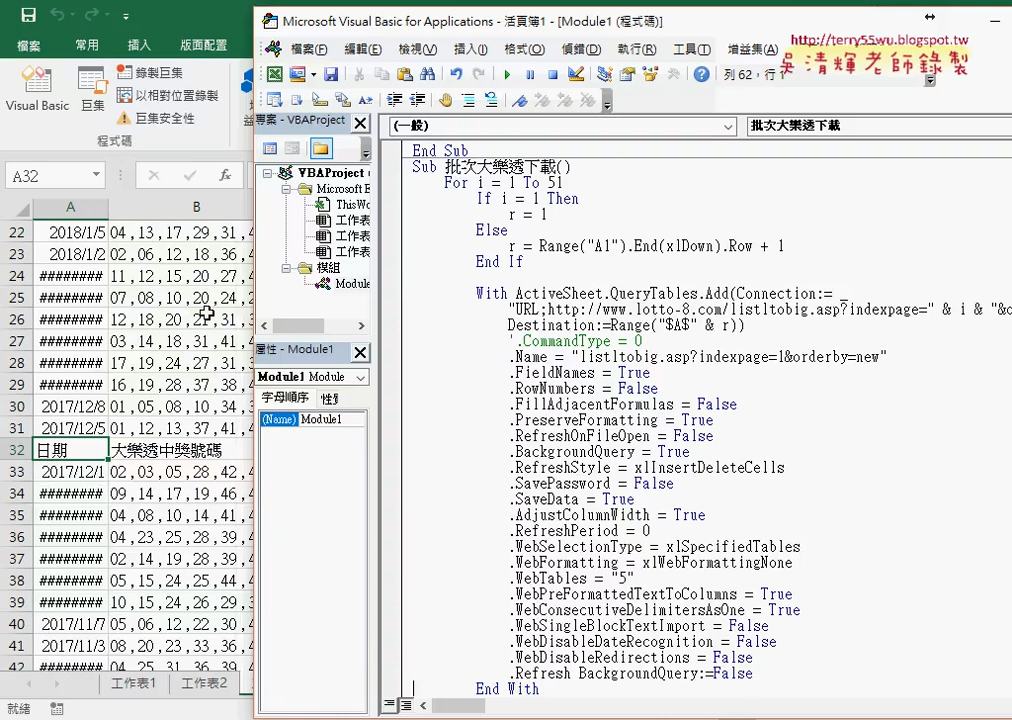 Microsoft Visual Basic for Applications - 活頁簿1 - [Module1 (程式碼)]
檔案 常用 插入 版面配置
檔案(F) 編輯(E) 檢視(V) 插入(I) 格式(O) 偵錯(D) 執行(R) 工具(T) 增益集(A)
http://terry55wu.blogspot.tw
吳清輝老師錄製
列 62, 行 1
Visual Basic
巨集
錄製巨集
以相對位置錄製
巨集安全性
程式碼
A32
fx
A B
22 2018/1/5 04,13,17,29,31,4
23 2018/1/2 02,06,12,18,36,4
24 ######## 11,12,15,20,27,4
25 ######## 07,08,10,20,24,2
26 ######## 12,18,20,21,31,3
27 ######## 03,14,18,31,41,4
28 ######## 17,19,24,27,31,3
29 ######## 16,19,28,37,38,4
30 2017/12/8 01,05,08,10,34,3
31 2017/12/5 01,12,13,37,41,4
32 日期 大樂透中獎號碼
33 2017/12/1 02,03,05,28,42,4
34 ######## 09,14,17,19,46,4
35 ######## 04,08,10,14,41,4
36 ######## 04,23,25,28,39,4
37 ######## 02,14,19,28,39,4
38 ######## 05,15,24,25,44,4
39 ######## 10,15,24,26,29,3
40 2017/11/7 05,06,12,22,30,4
41 2017/11/3 08,20,23,33,36,4
42 ######## 04,25,31,36,39,4
工作表1 工作表2
就緒
專案 - VBAProject
VBAProject (
Microsoft E
ThisWo
工作表
工作表
工作表
模組
Module
屬性 - Module1
Module1 Module
字母順序 性
(Name) Module1
(一般) 批次大樂透下載
End Sub
Sub 批次大樂透下載()
For i = 1 To 51
If i = 1 Then
r = 1
Else
r = Range("A1").End(xlDown).Row + 1
End If
With ActiveSheet.QueryTables.Add(Connection:= _
"URL;http://www.lotto-8.com/listltobig.asp?indexpage=" & i & "&o
Destination:=Range("$A$" & r))
'.CommandType = 0
.Name = "listltobig.asp?indexpage=1&orderby=new"
.FieldNames = True
.RowNumbers = False
.FillAdjacentFormulas = False
.PreserveFormatting = True
.RefreshOnFileOpen = False
.BackgroundQuery = True
.RefreshStyle = xlInsertDeleteCells
.SavePassword = False
.SaveData = True
.AdjustColumnWidth = True
.RefreshPeriod = 0
.WebSelectionType = xlSpecifiedTables
.WebFormatting = xlWebFormattingNone
.WebTables = "5"
.WebPreFormattedTextToColumns = True
.WebConsecutiveDelimitersAsOne = True
.WebSingleBlockTextImport = False
.WebDisableDateRecognition = False
.WebDisableRedirections = False
.Refresh BackgroundQuery:=False
End With